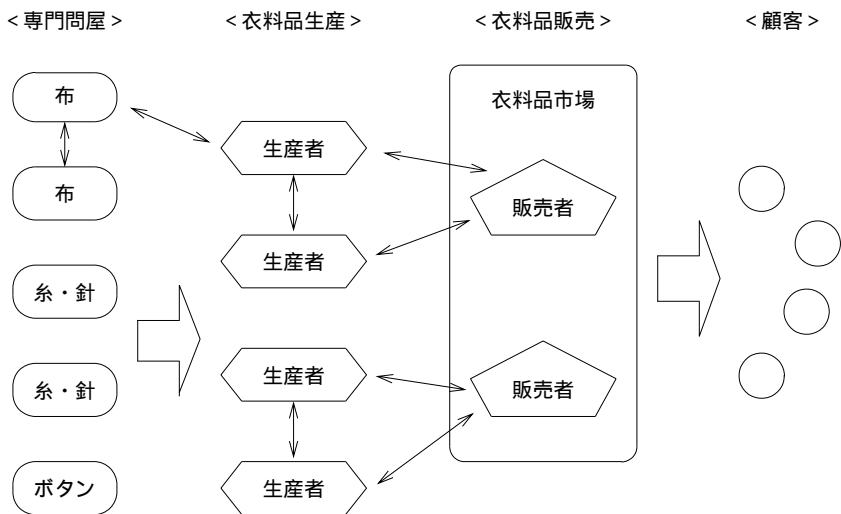 ＜専門問屋＞
＜衣料品生産＞
＜衣料品販売＞
＜顧客＞
布
布
糸・針
糸・針
ボタン
生産者
生産者
生産者
生産者
衣料品市場
販売者
販売者